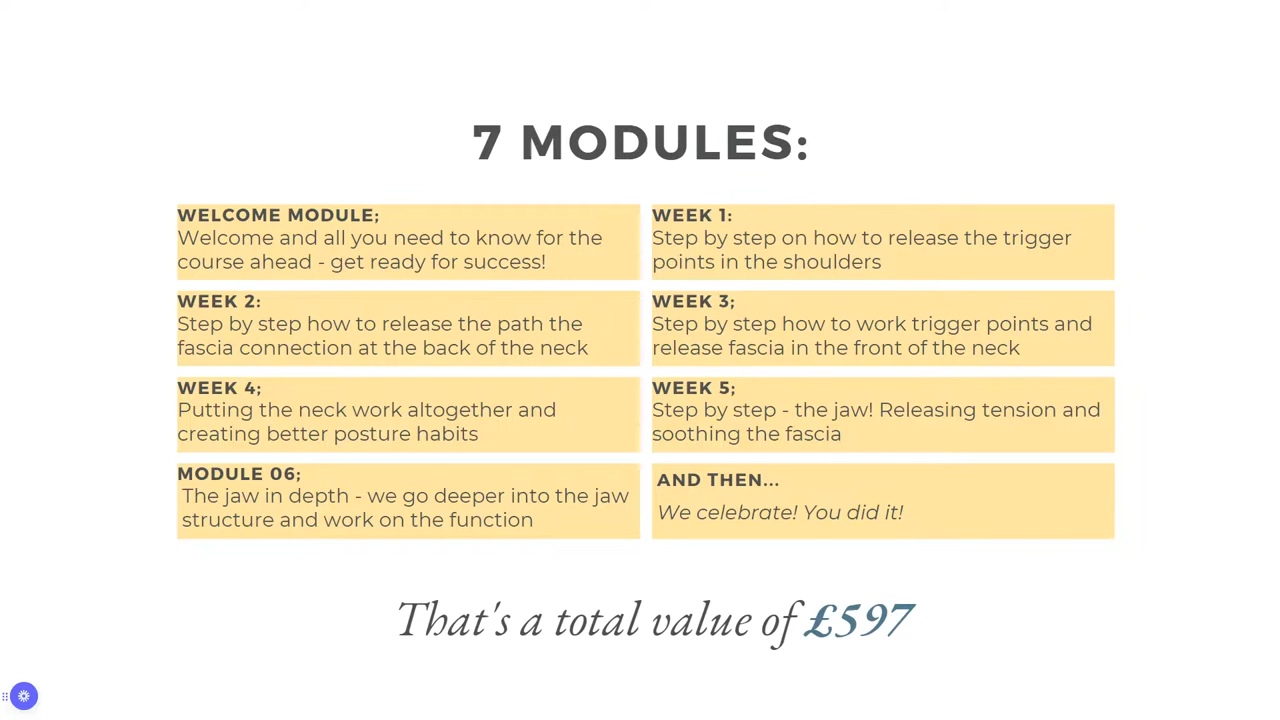 7 MODULES:
WELCOME MODULE;
Welcome and all you need to know for the
course ahead - get ready for success!
WEEK 1:
Step by step on how to release the trigger
points in the shoulders
WEEK 2:
Step by step how to release the path the
fascia connection at the back of the neck
WEEK 3;
Step by step how to work trigger points and
release fascia in the front of the neck
WEEK 4;
Putting the neck work altogether and
creating better posture habits
WEEK 5;
Step by step - the jaw! Releasing tension and
soothing the fascia
MODULE 06;
The jaw in depth - we go deeper into the jaw
structure and work on the function
AND THEN...
We celebrate! You did it!
That's a total value of £597